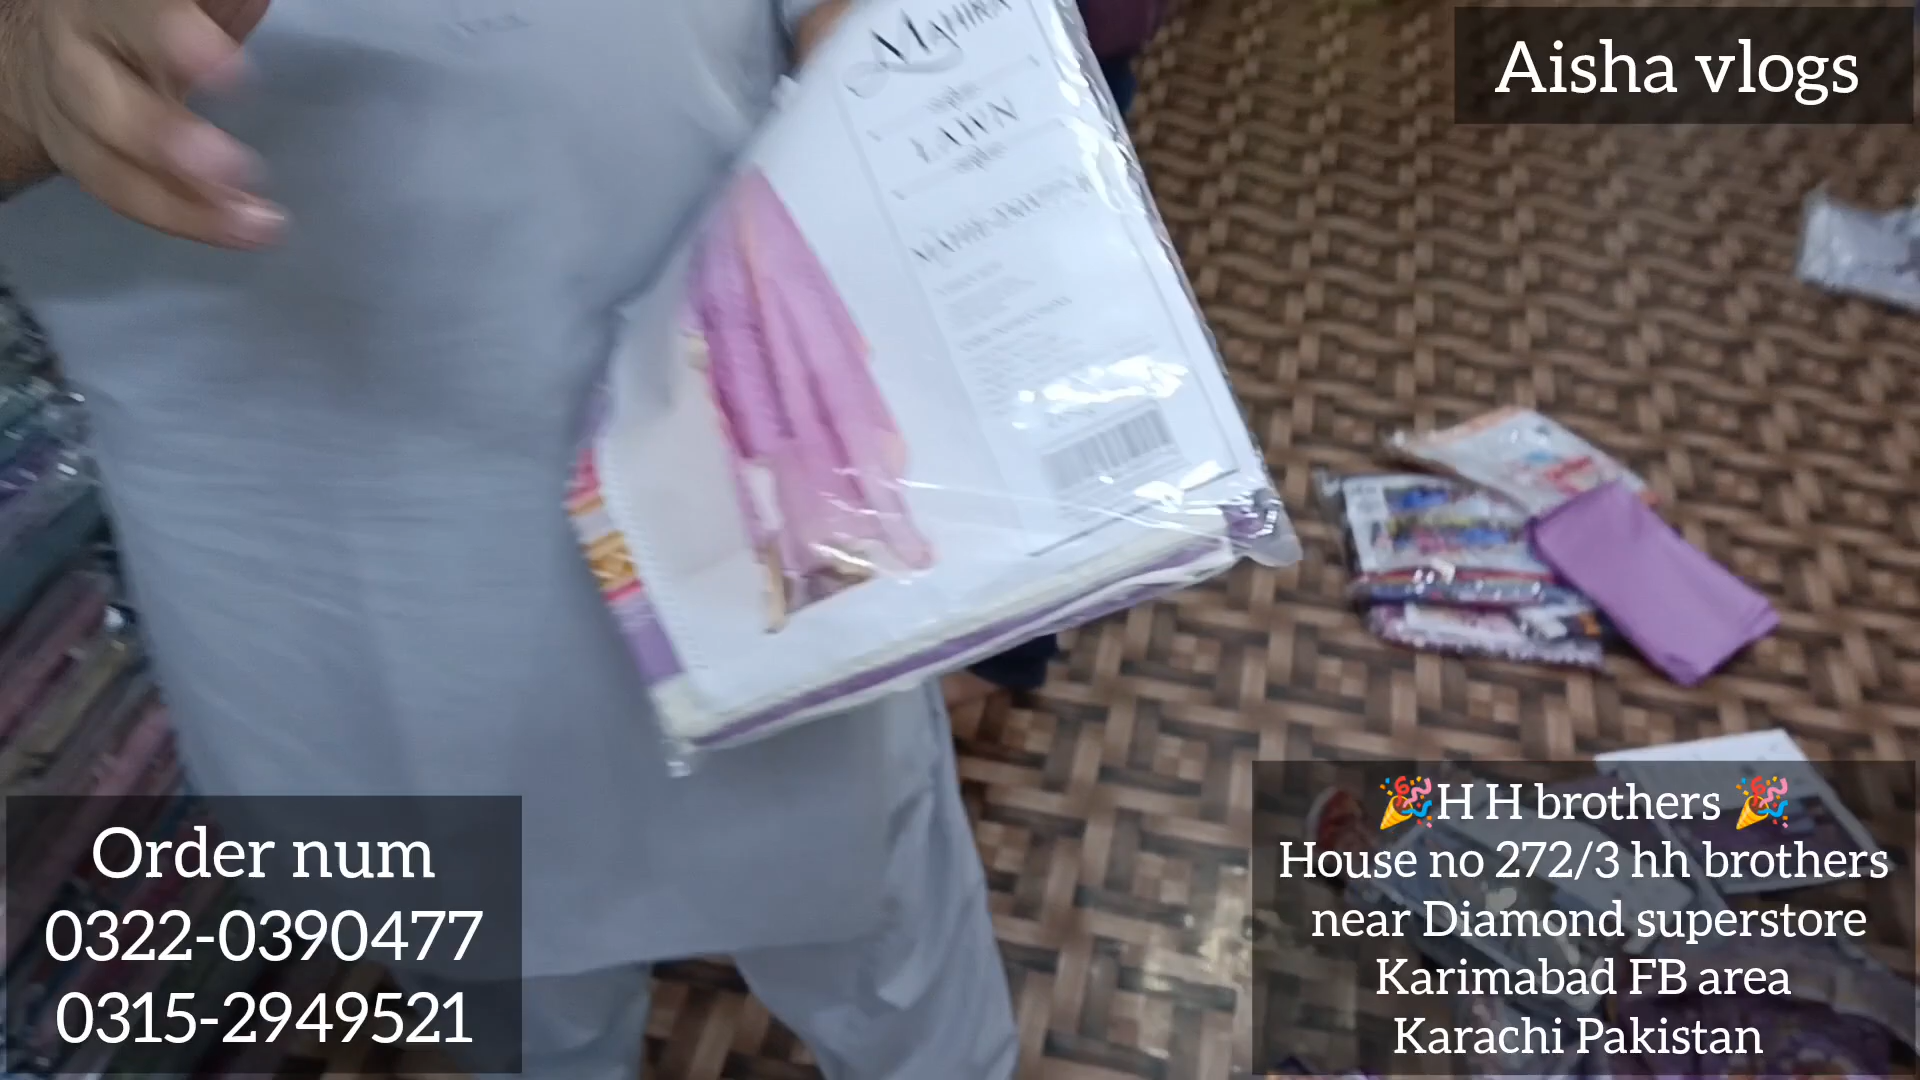 Aisha vlogs
LAWN
Order num
0322-0390477
0315-2949521
🎉H H brothers 🎉
House no 272/3 hh brothers
near Diamond superstore
Karimabad FB area
Karachi Pakistan